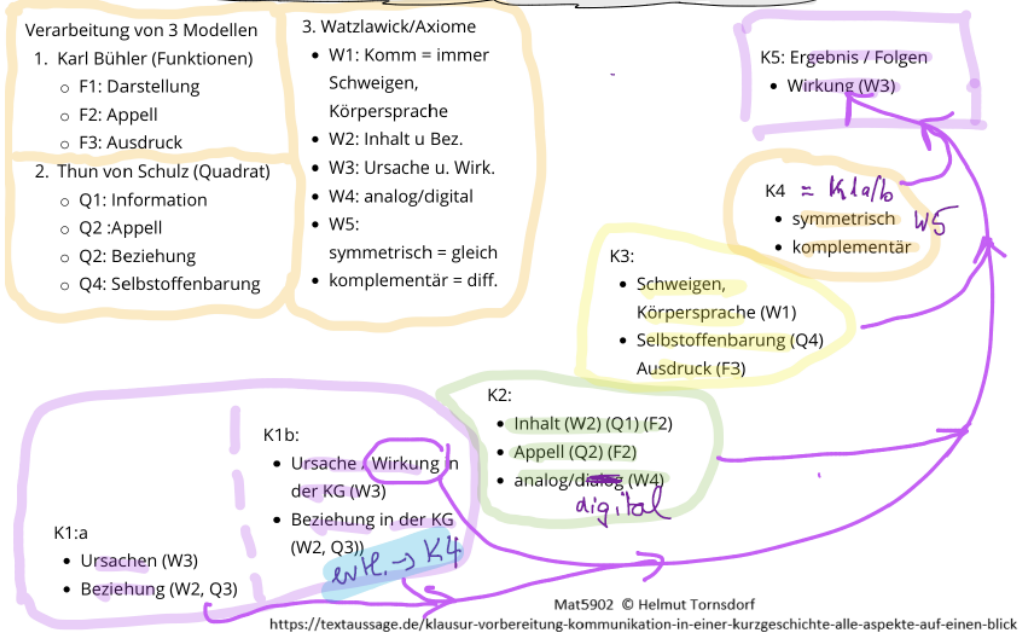 Verarbeitung von 3 Modellen
1. Karl Bühler (Funktionen)
○ F1: Darstellung
○ F2: Appell
○ F3: Ausdruck
2. Thun von Schulz (Quadrat)
○ Q1: Information
○ Q2 :Appell
○ Q2: Beziehung
○ Q4: Selbstoffenbarung
3. Watzlawick/Axiome
• W1: Komm = immer
Schweigen,
Körpersprache
• W2: Inhalt u Bez.
• W3: Ursache u. Wirk.
• W4: analog/digital
• W5:
symmetrisch = gleich
• komplementär = diff.
K5: Ergebnis / Folgen
• Wirkung (W3)
K4 = K1a/b
• symmetrisch W5
• komplementär
K3:
• Schweigen,
Körpersprache (W1)
• Selbstoffenbarung (Q4)
Ausdruck (F3)
K2:
• Inhalt (W2) (Q1) (F2)
• Appell (Q2) (F2)
• analog/dialog (W4)
digital
K1b:
• Ursache / Wirkung in
der KG (W3)
• Beziehung in der KG
(W2, Q3))
evtl. → K4
K1:a
• Ursachen (W3)
• Beziehung (W2, Q3)
Mat5902 © Helmut Tornsdorf
https://textaussage.de/klausur-vorbereitung-kommunikation-in-einer-kurzgeschichte-alle-aspekte-auf-einen-blick